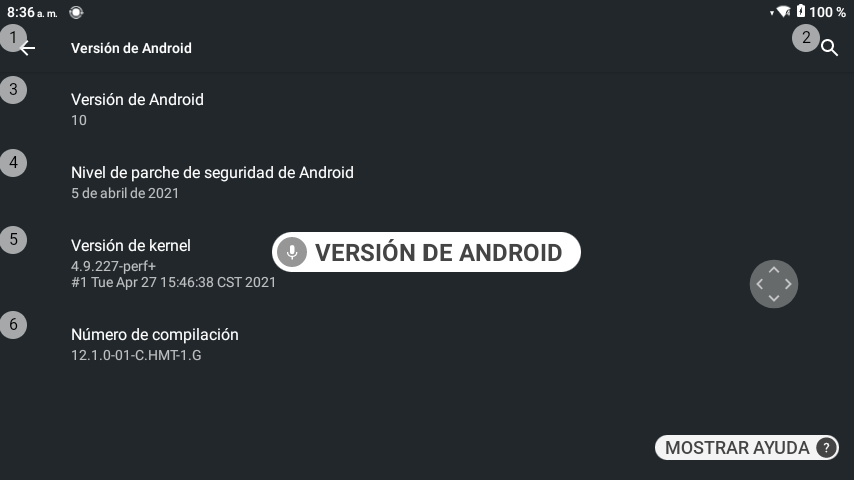 8:36 a. m. 100 %
1 Versión de Android 2
3 Versión de Android
10
4 Nivel de parche de seguridad de Android
5 de abril de 2021
5 Versión de kernel
4.9.227-perf+
#1 Tue Apr 27 15:46:38 CST 2021
VERSIÓN DE ANDROID
6 Número de compilación
12.1.0-01-C.HMT-1.G
MOSTRAR AYUDA ?